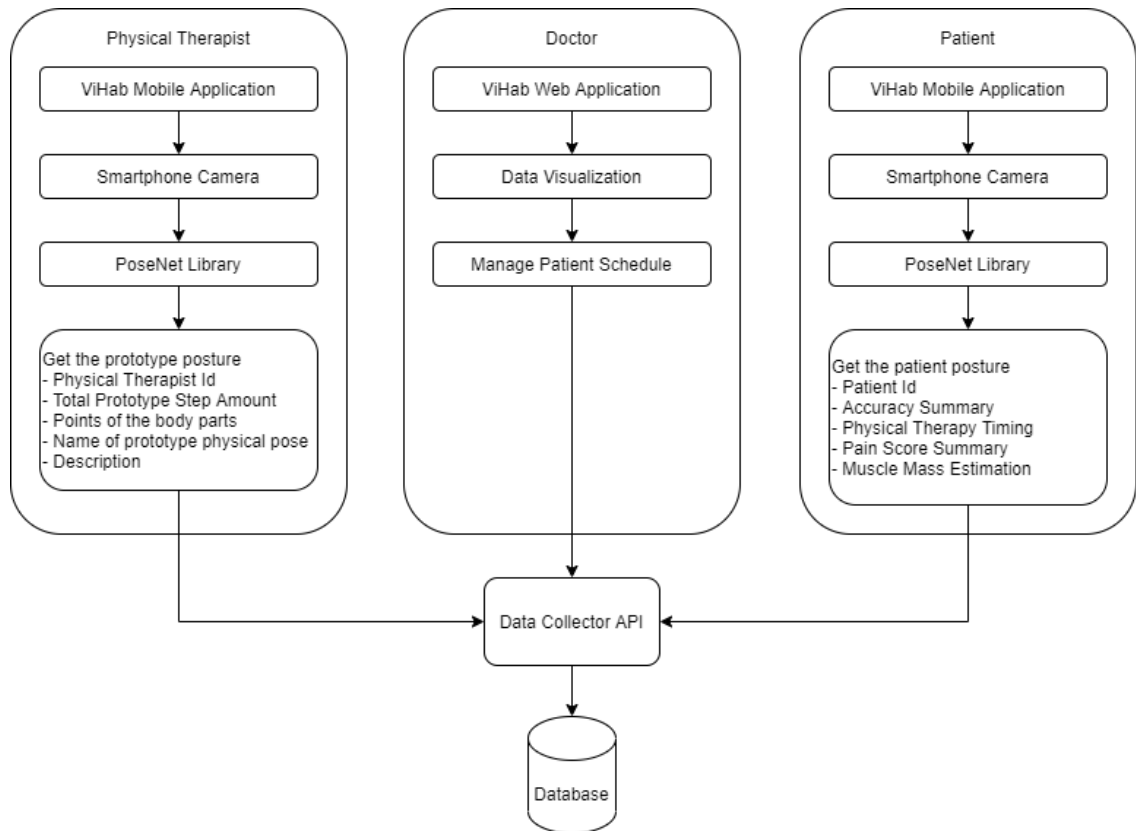 Physical Therapist
ViHab Mobile Application
Smartphone Camera
PoseNet Library
Get the prototype posture
- Physical Therapist Id
- Total Prototype Step Amount
- Points of the body parts
- Name of prototype physical pose
- Description
Doctor
ViHab Web Application
Data Visualization
Manage Patient Schedule
Patient
ViHab Mobile Application
Smartphone Camera
PoseNet Library
Get the patient posture
- Patient Id
- Accuracy Summary
- Physical Therapy Timing
- Pain Score Summary
- Muscle Mass Estimation
Data Collector API
Database